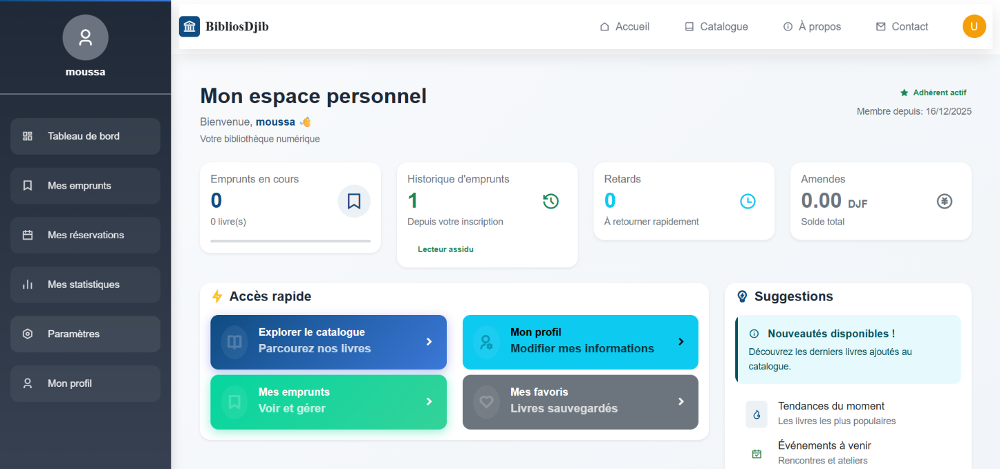 moussa
Tableau de bord
Mes emprunts
Mes réservations
Mes statistiques
Paramètres
Mon profil
BibliosDjib
Accueil
Catalogue
À propos
Contact
U
Mon espace personnel
Bienvenue, moussa 👋
Votre bibliothèque numérique
Adhérent actif
Membre depuis: 16/12/2025
Emprunts en cours
0
0 livre(s)
Historique d'emprunts
1
Depuis votre inscription
Lecteur assidu
Retards
0
À retourner rapidement
Amendes
0.00 DJF
Solde total
Accès rapide
Explorer le catalogue
Parcourez nos livres
Mon profil
Modifier mes informations
Mes emprunts
Voir et gérer
Mes favoris
Livres sauvegardés
Suggestions
Nouveautés disponibles !
Découvrez les derniers livres ajoutés au
catalogue.
Tendances du moment
Les livres les plus populaires
Événements à venir
Rencontres et ateliers